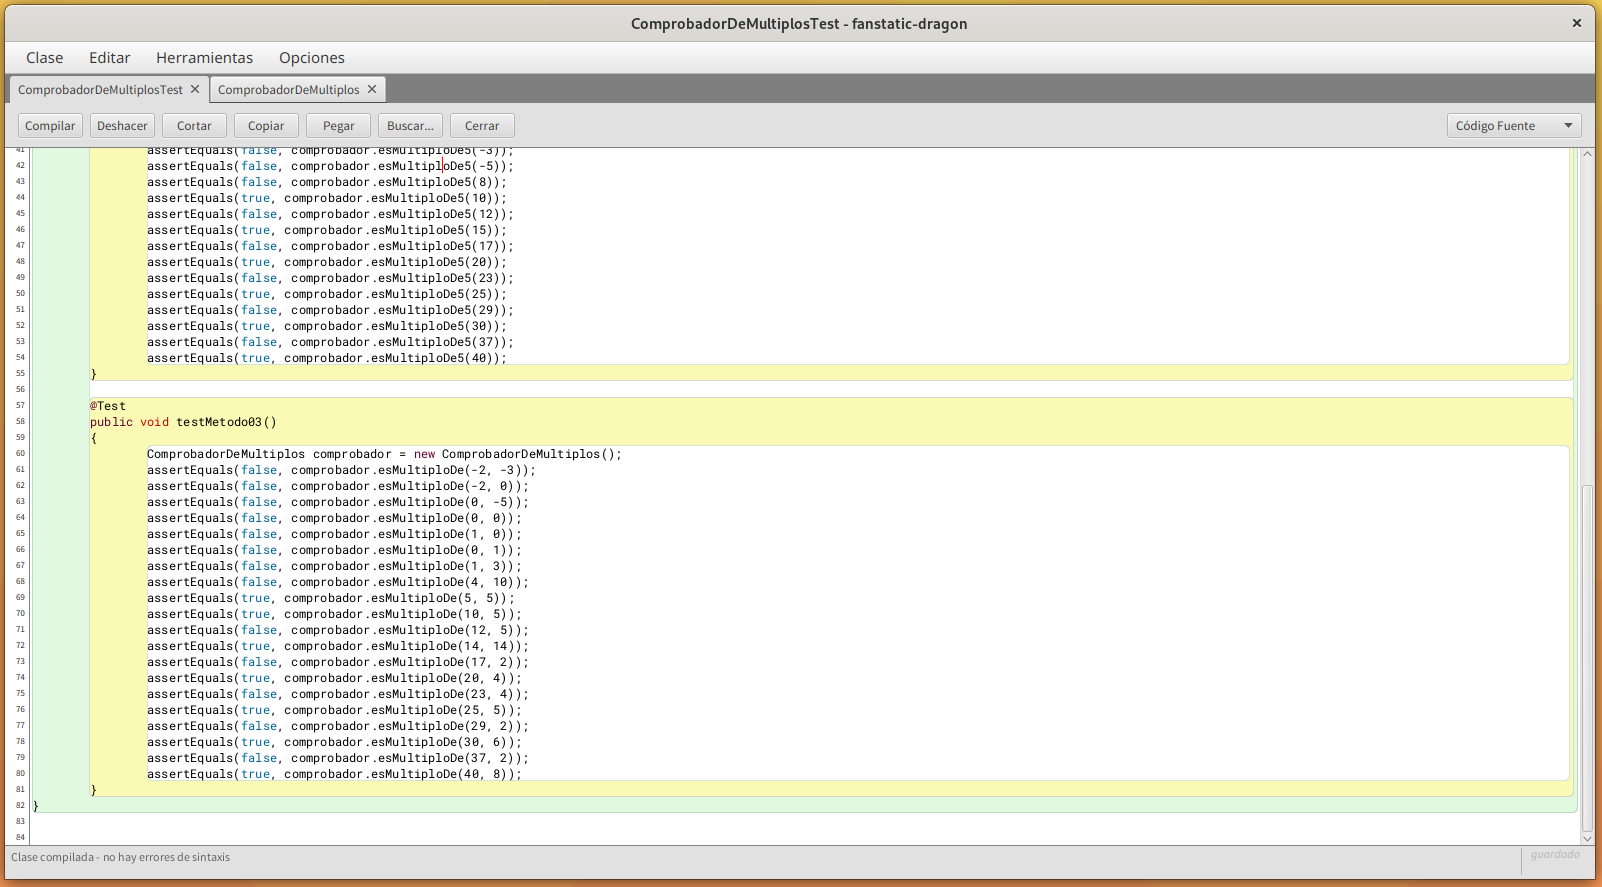 ComprobadorDeMultiplosTest - fanstatic-dragon
Clase Editar Herramientas Opciones
ComprobadorDeMultiplosTest ComprobadorDeMultiplos
Compilar Deshacer Cortar Copiar Pegar Buscar... Cerrar Código Fuente
41 assertEquals(false, comprobador.esMultiploDe5(-3));
42 assertEquals(false, comprobador.esMultiploDe5(-5));
43 assertEquals(false, comprobador.esMultiploDe5(8));
44 assertEquals(true, comprobador.esMultiploDe5(10));
45 assertEquals(false, comprobador.esMultiploDe5(12));
46 assertEquals(true, comprobador.esMultiploDe5(15));
47 assertEquals(false, comprobador.esMultiploDe5(17));
48 assertEquals(true, comprobador.esMultiploDe5(20));
49 assertEquals(false, comprobador.esMultiploDe5(23));
50 assertEquals(true, comprobador.esMultiploDe5(25));
51 assertEquals(false, comprobador.esMultiploDe5(29));
52 assertEquals(true, comprobador.esMultiploDe5(30));
53 assertEquals(false, comprobador.esMultiploDe5(37));
54 assertEquals(true, comprobador.esMultiploDe5(40));
55 }
56
57 @Test
58 public void testMetodo03()
59 {
60 ComprobadorDeMultiplos comprobador = new ComprobadorDeMultiplos();
61 assertEquals(false, comprobador.esMultiploDe(-2, -3));
62 assertEquals(false, comprobador.esMultiploDe(-2, 0));
63 assertEquals(false, comprobador.esMultiploDe(0, -5));
64 assertEquals(false, comprobador.esMultiploDe(0, 0));
65 assertEquals(false, comprobador.esMultiploDe(1, 0));
66 assertEquals(false, comprobador.esMultiploDe(0, 1));
67 assertEquals(false, comprobador.esMultiploDe(1, 3));
68 assertEquals(false, comprobador.esMultiploDe(4, 10));
69 assertEquals(true, comprobador.esMultiploDe(5, 5));
70 assertEquals(true, comprobador.esMultiploDe(10, 5));
71 assertEquals(false, comprobador.esMultiploDe(12, 5));
72 assertEquals(true, comprobador.esMultiploDe(14, 14));
73 assertEquals(false, comprobador.esMultiploDe(17, 2));
74 assertEquals(true, comprobador.esMultiploDe(20, 4));
75 assertEquals(false, comprobador.esMultiploDe(23, 4));
76 assertEquals(true, comprobador.esMultiploDe(25, 5));
77 assertEquals(false, comprobador.esMultiploDe(29, 2));
78 assertEquals(true, comprobador.esMultiploDe(30, 6));
79 assertEquals(false, comprobador.esMultiploDe(37, 2));
80 assertEquals(true, comprobador.esMultiploDe(40, 8));
81 }
82 }
83
84
Clase compilada - no hay errores de sintaxis
guardado